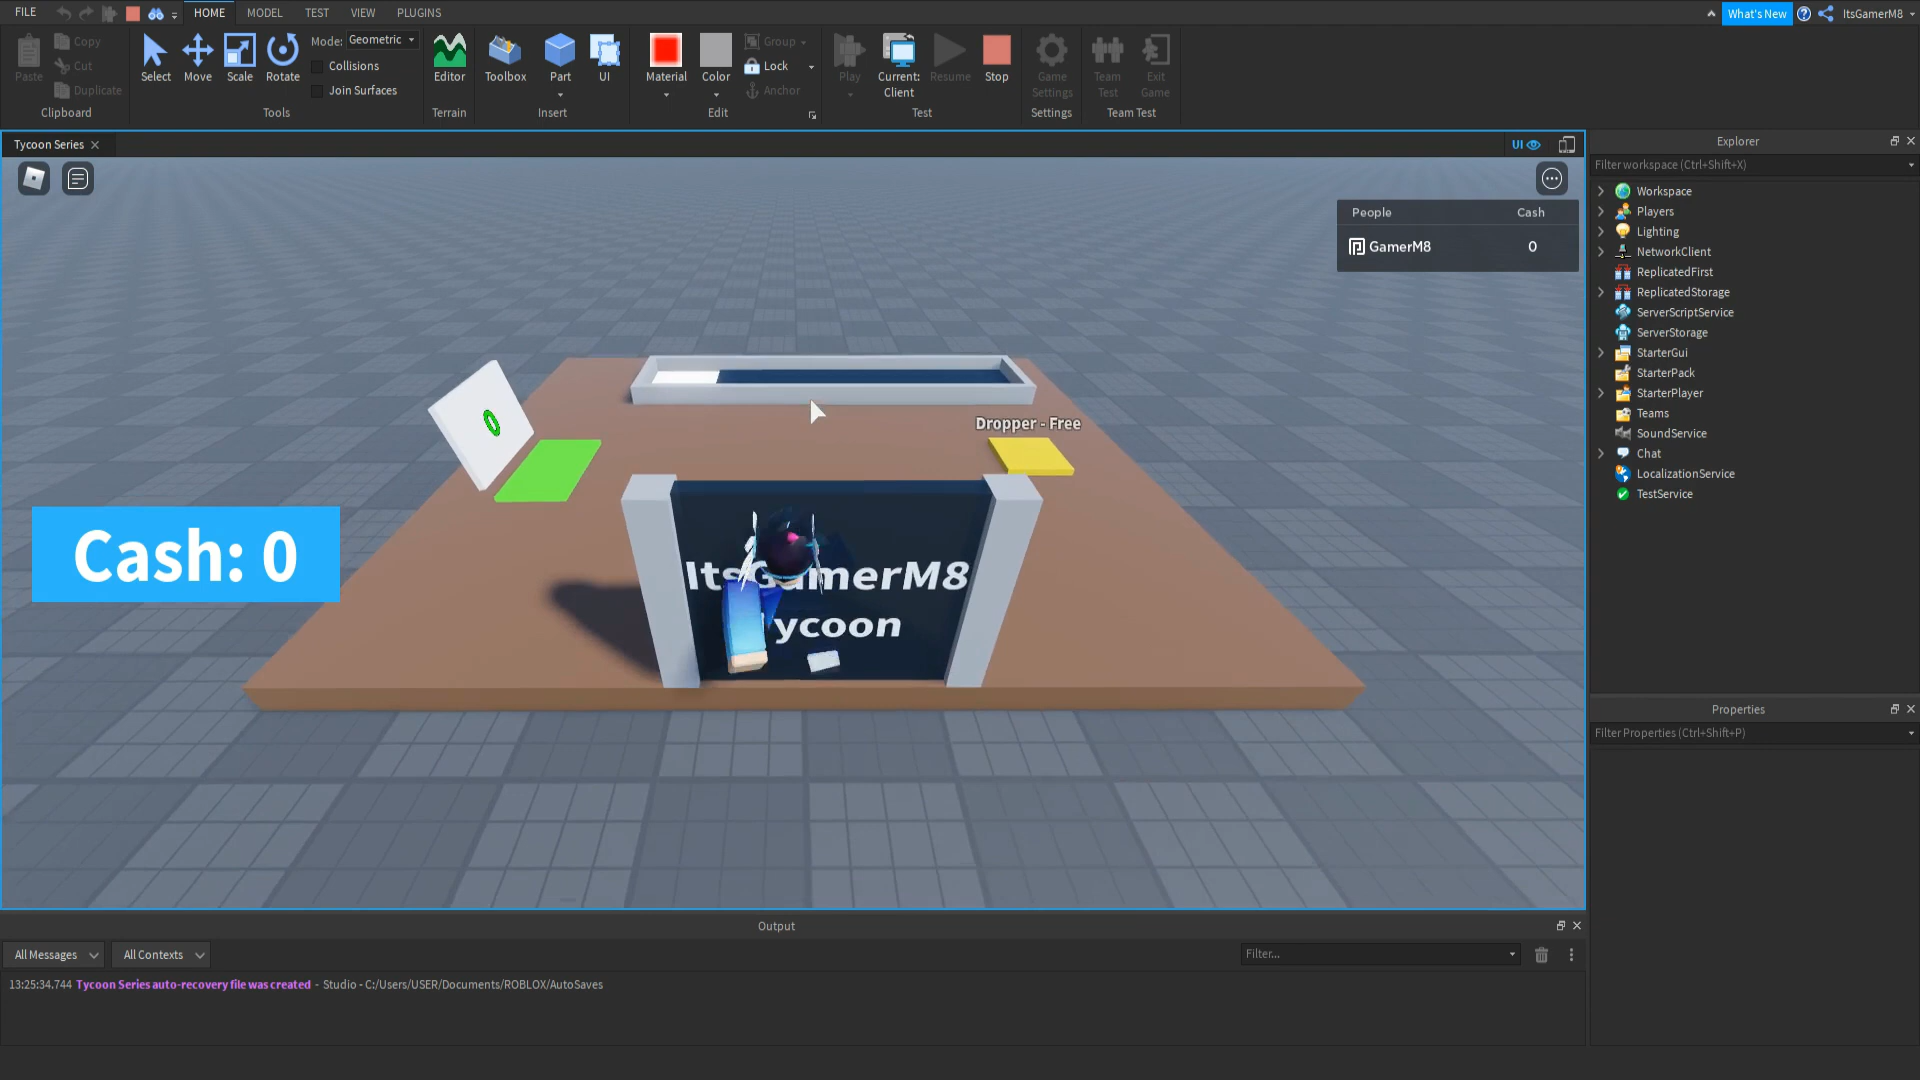 FILE
HOME
MODEL
TEST
VIEW
PLUGINS
What's New
ItsGamerM8
Paste
Copy
Cut
Duplicate
Clipboard
Select
Move
Scale
Rotate
Mode: Geometric
Collisions
Join Surfaces
Tools
Editor
Terrain
Toolbox
Part
UI
Insert
Material
Color
Group
Lock
Anchor
Edit
Play
Current:
Client
Resume
Stop
Test
Game
Settings
Settings
Team
Test
Exit
Game
Team Test
Tycoon Series
UI
People Cash
GamerM8 0
0
Dropper - Free
Cash: 0
ItsGamerM8
Tycoon
Explorer
Filter workspace (Ctrl+Shift+X)
Workspace
Players
Lighting
NetworkClient
ReplicatedFirst
ReplicatedStorage
ServerScriptService
ServerStorage
StarterGui
StarterPack
StarterPlayer
Teams
SoundService
Chat
LocalizationService
TestService
Properties
Filter Properties (Ctrl+Shift+P)
Output
All Messages
All Contexts
Filter...
13:25:34.744 Tycoon Series auto-recovery file was created - Studio - C:/Users/USER/Documents/ROBLOX/AutoSaves